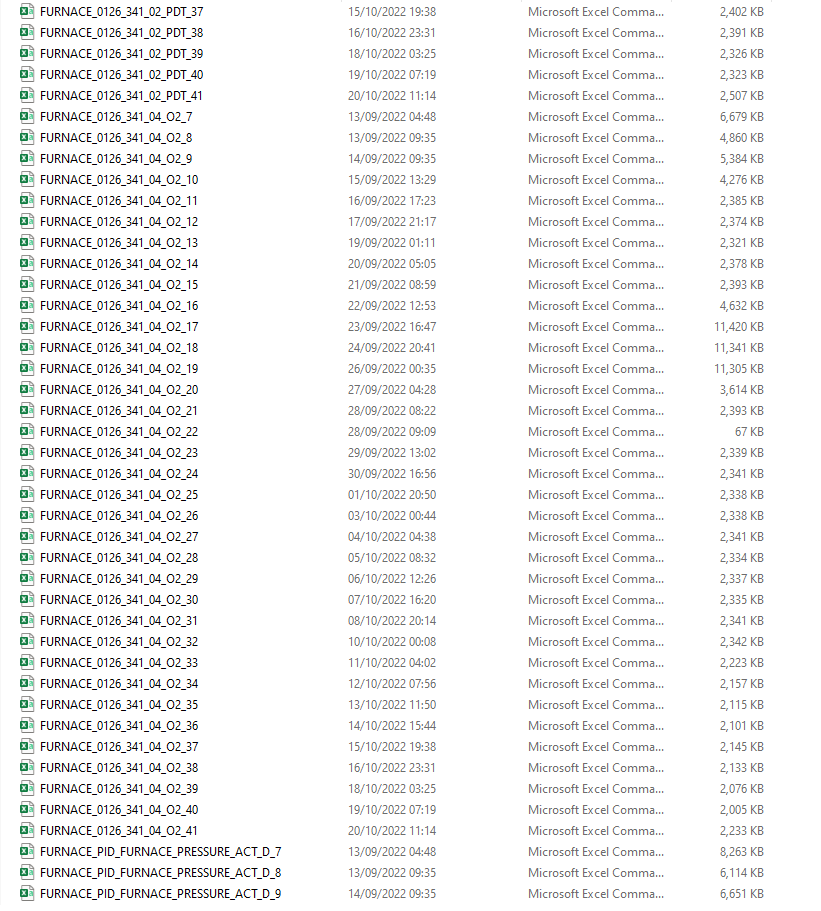 FURNACE_0126_341_02_PDT_37 15/10/2022 19:38 Microsoft Excel Comma... 2,402 KB
FURNACE_0126_341_02_PDT_38 16/10/2022 23:31 Microsoft Excel Comma... 2,391 KB
FURNACE_0126_341_02_PDT_39 18/10/2022 03:25 Microsoft Excel Comma... 2,326 KB
FURNACE_0126_341_02_PDT_40 19/10/2022 07:19 Microsoft Excel Comma... 2,323 KB
FURNACE_0126_341_02_PDT_41 20/10/2022 11:14 Microsoft Excel Comma... 2,507 KB
FURNACE_0126_341_04_O2_7 13/09/2022 04:48 Microsoft Excel Comma... 6,679 KB
FURNACE_0126_341_04_O2_8 13/09/2022 09:35 Microsoft Excel Comma... 4,860 KB
FURNACE_0126_341_04_O2_9 14/09/2022 09:35 Microsoft Excel Comma... 5,384 KB
FURNACE_0126_341_04_O2_10 15/09/2022 13:29 Microsoft Excel Comma... 4,276 KB
FURNACE_0126_341_04_O2_11 16/09/2022 17:23 Microsoft Excel Comma... 2,385 KB
FURNACE_0126_341_04_O2_12 17/09/2022 21:17 Microsoft Excel Comma... 2,374 KB
FURNACE_0126_341_04_O2_13 19/09/2022 01:11 Microsoft Excel Comma... 2,321 KB
FURNACE_0126_341_04_O2_14 20/09/2022 05:05 Microsoft Excel Comma... 2,378 KB
FURNACE_0126_341_04_O2_15 21/09/2022 08:59 Microsoft Excel Comma... 2,393 KB
FURNACE_0126_341_04_O2_16 22/09/2022 12:53 Microsoft Excel Comma... 4,632 KB
FURNACE_0126_341_04_O2_17 23/09/2022 16:47 Microsoft Excel Comma... 11,420 KB
FURNACE_0126_341_04_O2_18 24/09/2022 20:41 Microsoft Excel Comma... 11,341 KB
FURNACE_0126_341_04_O2_19 26/09/2022 00:35 Microsoft Excel Comma... 11,305 KB
FURNACE_0126_341_04_O2_20 27/09/2022 04:28 Microsoft Excel Comma... 3,614 KB
FURNACE_0126_341_04_O2_21 28/09/2022 08:22 Microsoft Excel Comma... 2,393 KB
FURNACE_0126_341_04_O2_22 28/09/2022 09:09 Microsoft Excel Comma... 67 KB
FURNACE_0126_341_04_O2_23 29/09/2022 13:02 Microsoft Excel Comma... 2,339 KB
FURNACE_0126_341_04_O2_24 30/09/2022 16:56 Microsoft Excel Comma... 2,341 KB
FURNACE_0126_341_04_O2_25 01/10/2022 20:50 Microsoft Excel Comma... 2,338 KB
FURNACE_0126_341_04_O2_26 03/10/2022 00:44 Microsoft Excel Comma... 2,338 KB
FURNACE_0126_341_04_O2_27 04/10/2022 04:38 Microsoft Excel Comma... 2,341 KB
FURNACE_0126_341_04_O2_28 05/10/2022 08:32 Microsoft Excel Comma... 2,334 KB
FURNACE_0126_341_04_O2_29 06/10/2022 12:26 Microsoft Excel Comma... 2,337 KB
FURNACE_0126_341_04_O2_30 07/10/2022 16:20 Microsoft Excel Comma... 2,335 KB
FURNACE_0126_341_04_O2_31 08/10/2022 20:14 Microsoft Excel Comma... 2,341 KB
FURNACE_0126_341_04_O2_32 10/10/2022 00:08 Microsoft Excel Comma... 2,342 KB
FURNACE_0126_341_04_O2_33 11/10/2022 04:02 Microsoft Excel Comma... 2,223 KB
FURNACE_0126_341_04_O2_34 12/10/2022 07:56 Microsoft Excel Comma... 2,157 KB
FURNACE_0126_341_04_O2_35 13/10/2022 11:50 Microsoft Excel Comma... 2,115 KB
FURNACE_0126_341_04_O2_36 14/10/2022 15:44 Microsoft Excel Comma... 2,101 KB
FURNACE_0126_341_04_O2_37 15/10/2022 19:38 Microsoft Excel Comma... 2,145 KB
FURNACE_0126_341_04_O2_38 16/10/2022 23:31 Microsoft Excel Comma... 2,133 KB
FURNACE_0126_341_04_O2_39 18/10/2022 03:25 Microsoft Excel Comma... 2,076 KB
FURNACE_0126_341_04_O2_40 19/10/2022 07:19 Microsoft Excel Comma... 2,005 KB
FURNACE_0126_341_04_O2_41 20/10/2022 11:14 Microsoft Excel Comma... 2,233 KB
FURNACE_PID_FURNACE_PRESSURE_ACT_D_7 13/09/2022 04:48 Microsoft Excel Comma... 8,263 KB
FURNACE_PID_FURNACE_PRESSURE_ACT_D_8 13/09/2022 09:35 Microsoft Excel Comma... 6,114 KB
FURNACE_PID_FURNACE_PRESSURE_ACT_D_9 14/09/2022 09:35 Microsoft Excel Comma... 6,651 KB